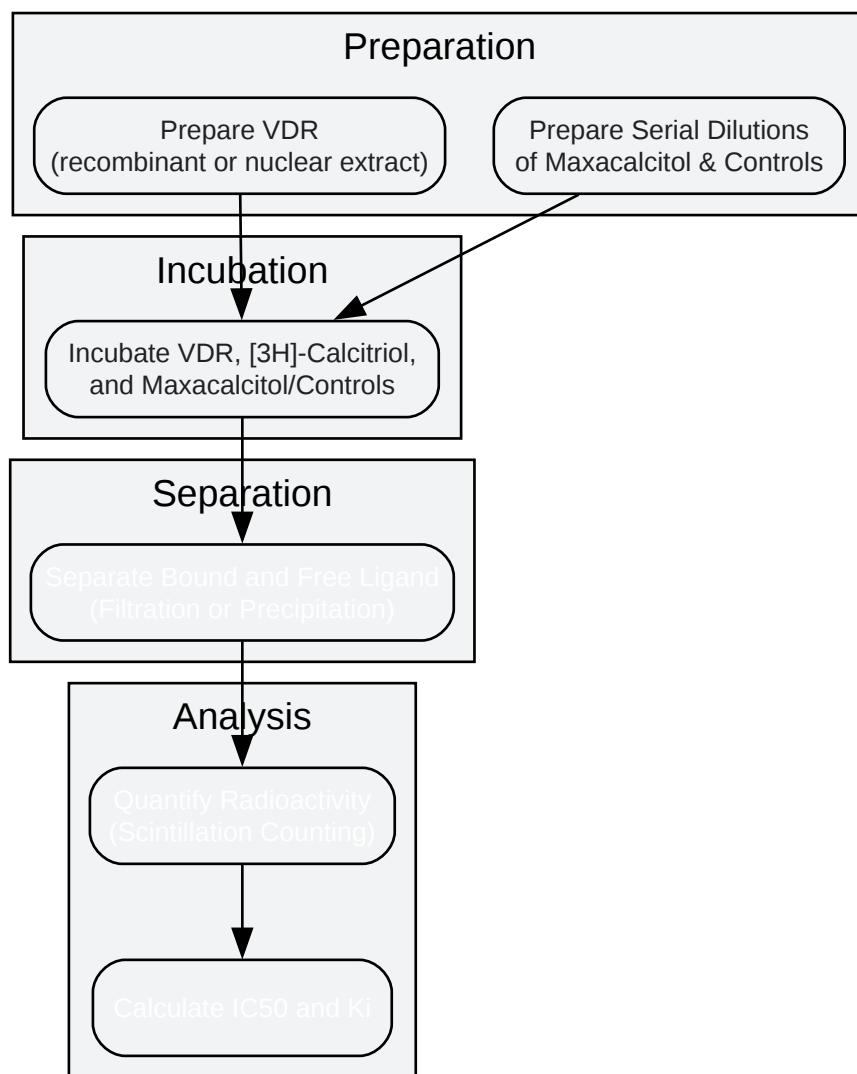 Preparation
Prepare VDR
(recombinant or nuclear extract)
Prepare Serial Dilutions
of Maxacalcitol & Controls
Incubation
Incubate VDR, [3H]-Calcitriol,
and Maxacalcitol/Controls
Separation
Separate Bound and Free Ligand
(Filtration or Precipitation)
Analysis
Quantify Radioactivity
(Scintillation Counting)
Calculate IC50 and Ki